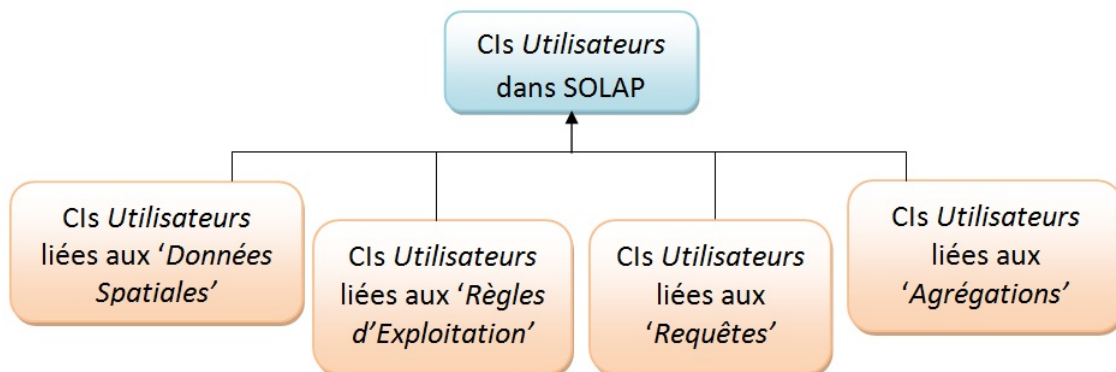 CIs Utilisateurs
dans SOLAP
CIs Utilisateurs
liées aux ‘Données
Spatiales’
CIs Utilisateurs
liées aux ‘Règles
d’Exploitation’
CIs Utilisateurs
liées aux
‘Requêtes’
CIs Utilisateurs
liées aux
‘Agrégations’